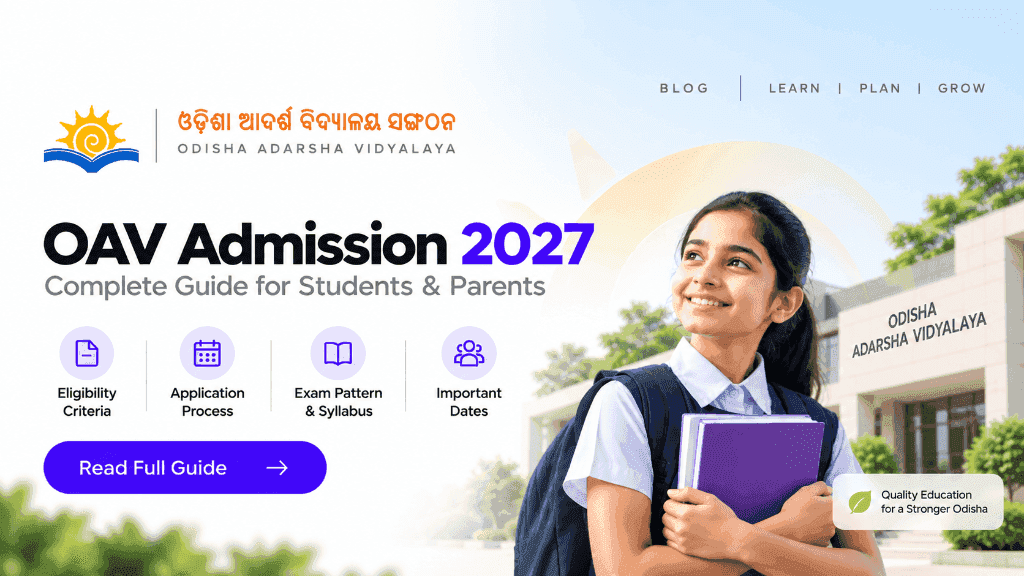 BLOG | LEARN | PLAN | GROW
ଓଡ଼ିଶା ଆଦର୍ଶ ବିଦ୍ୟାଳୟ ସଙ୍ଗଠନ
ODISHA ADARSHA VIDYALAYA
OAV Admission 2027
Complete Guide for Students & Parents
Eligibility
Criteria
Application
Process
Exam Pattern
& Syllabus
Important
Dates
Read Full Guide
ODISHA
ADARSHA VIDYALAYA
Quality Education
for a Stronger Odisha